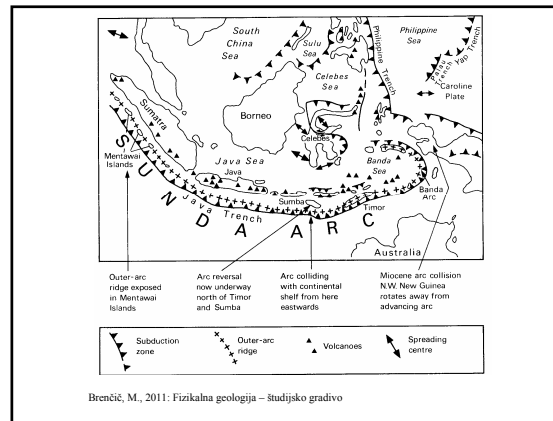 South
China
Sea
Sulu
Sea
Philippine
Sea
Philippine
Trench
Palau
Trench
Yap Trench
Caroline
Plate
Celebes
Sea
Borneo
Celebes
Sumatra
Mentawai
Islands
Java Sea
Java
Banda
Sea
Banda
Arc
Sumba
Timor
Java Trench
SUNDA ARC
Australia
Outer-arc
ridge exposed
in Mentawai
Islands
Arc reversal
now underway
north of Timor
and Sumba
Arc colliding
with continental
shelf from here
eastwards
Miocene arc collision
N.W. New Guinea
rotates away from
advancing arc
Subduction
zone
Outer-arc
ridge
Volcanoes
Spreading
centre
Brenčič, M., 2011: Fizikalna geologija – študijsko gradivo